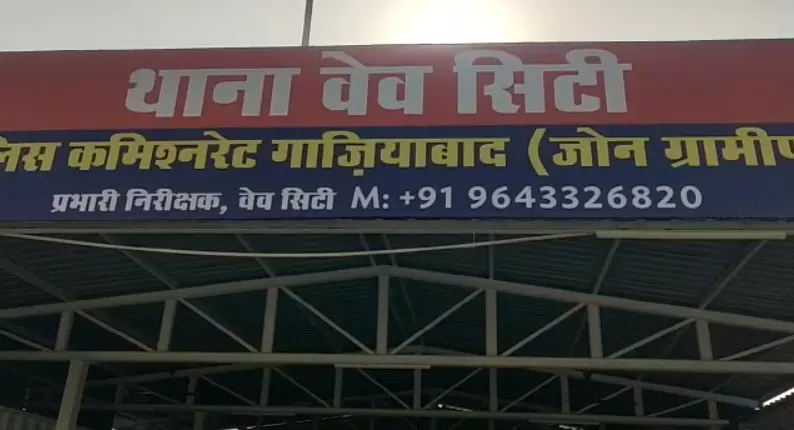 थाना वेव सिटी
कमिश्नरेट गाज़ियाबाद (जोन
प्रभारी निरीक्षक, वेव सिटी M: +91 9643326820